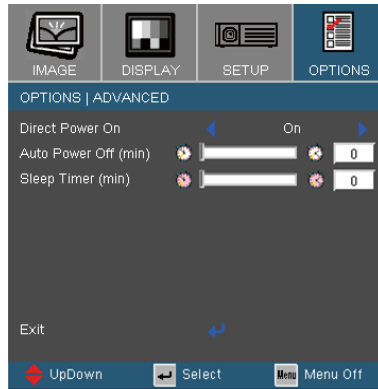 IMAGE DISPLAY SETUP OPTIONS
OPTIONS | ADVANCED
Direct Power On On
Auto Power Off (min) 0
Sleep Timer (min) 0
Exit
UpDown Select Menu Menu Off